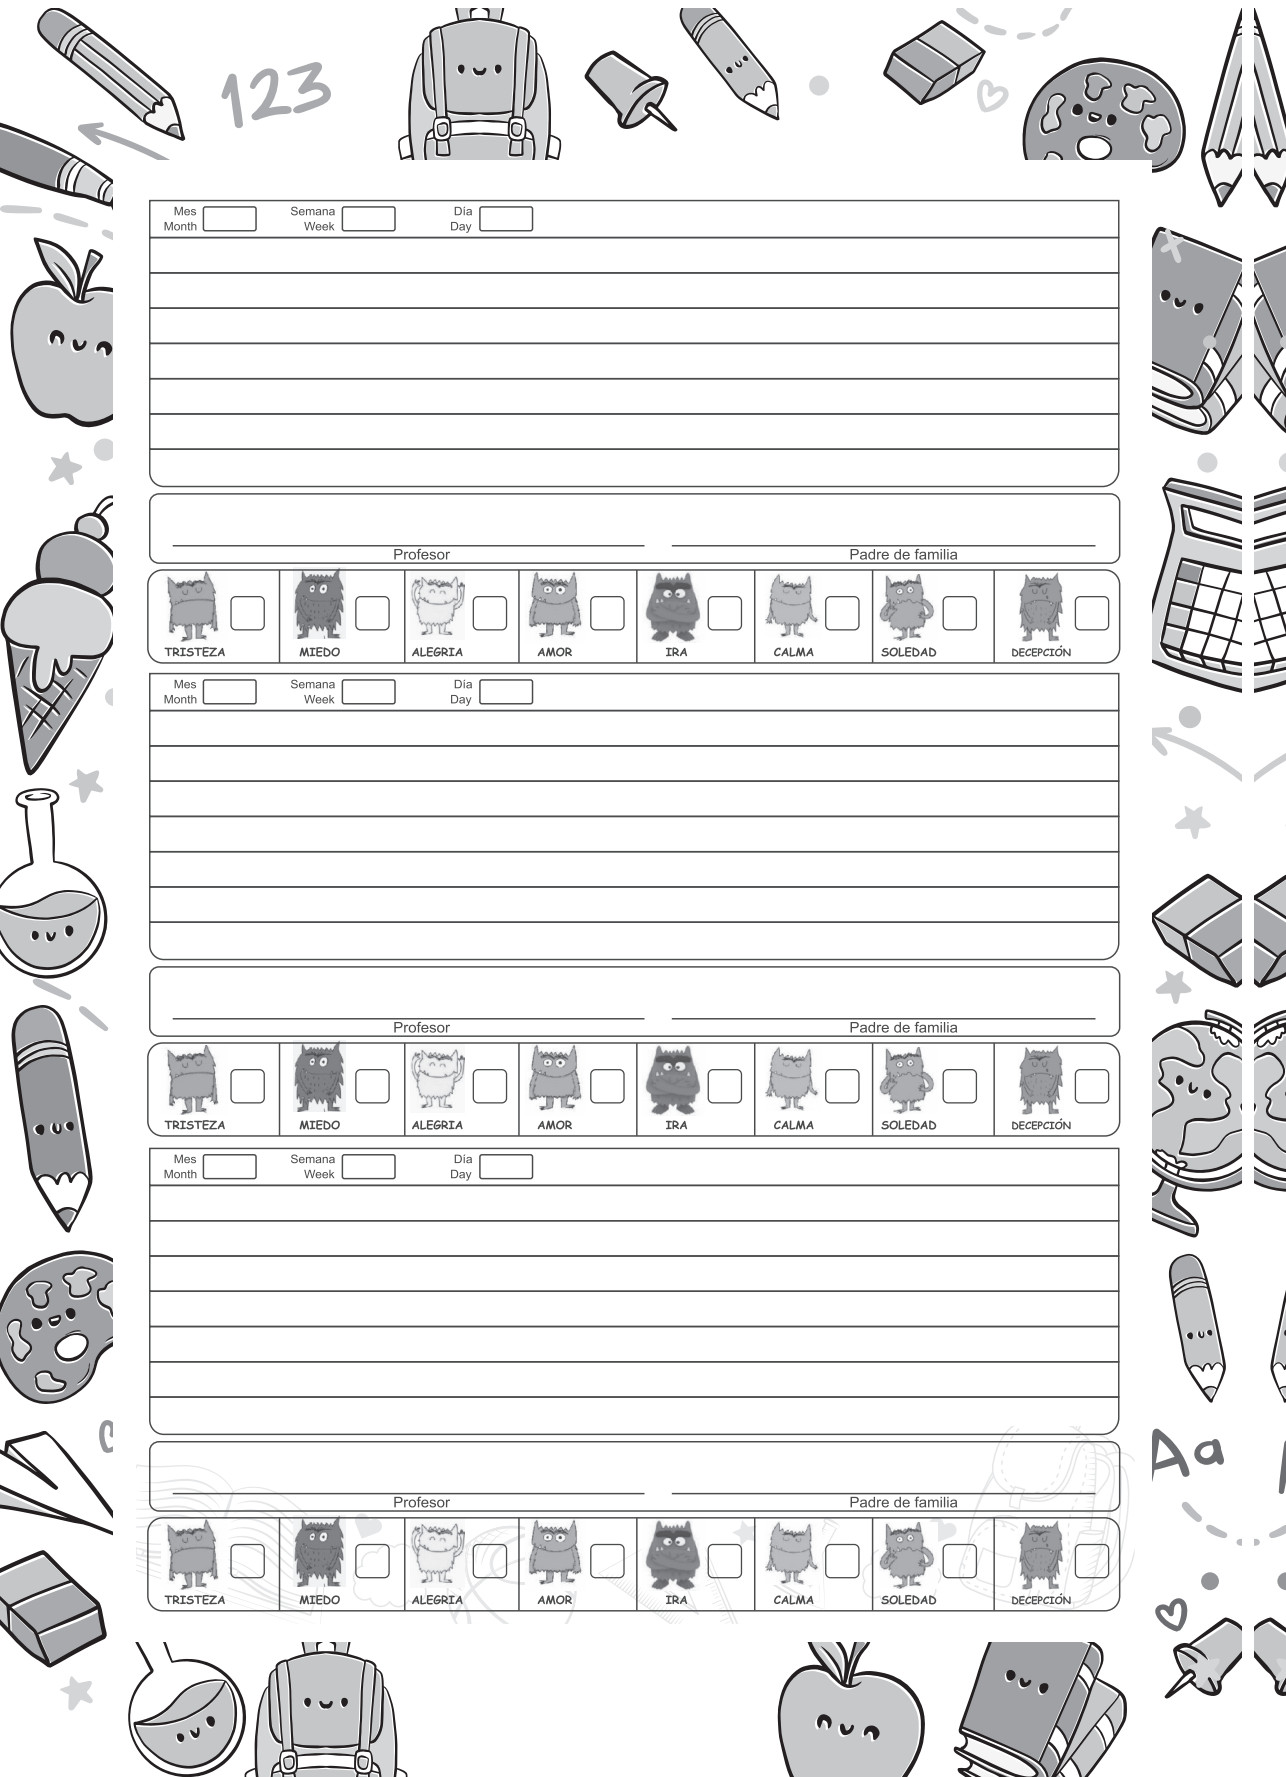 123
Mes Semana Día
Month Week Day
Profesor Padre de familia
TRISTEZA MIEDO ALEGRIA AMOR IRA CALMA SOLEDAD DECEPCIÓN
Mes Semana Día
Month Week Day
Profesor Padre de familia
TRISTEZA MIEDO ALEGRIA AMOR IRA CALMA SOLEDAD DECEPCIÓN
Mes Semana Día
Month Week Day
Aa
Profesor Padre de familia
TRISTEZA MIEDO ALEGRIA AMOR IRA CALMA SOLEDAD DECEPCIÓN